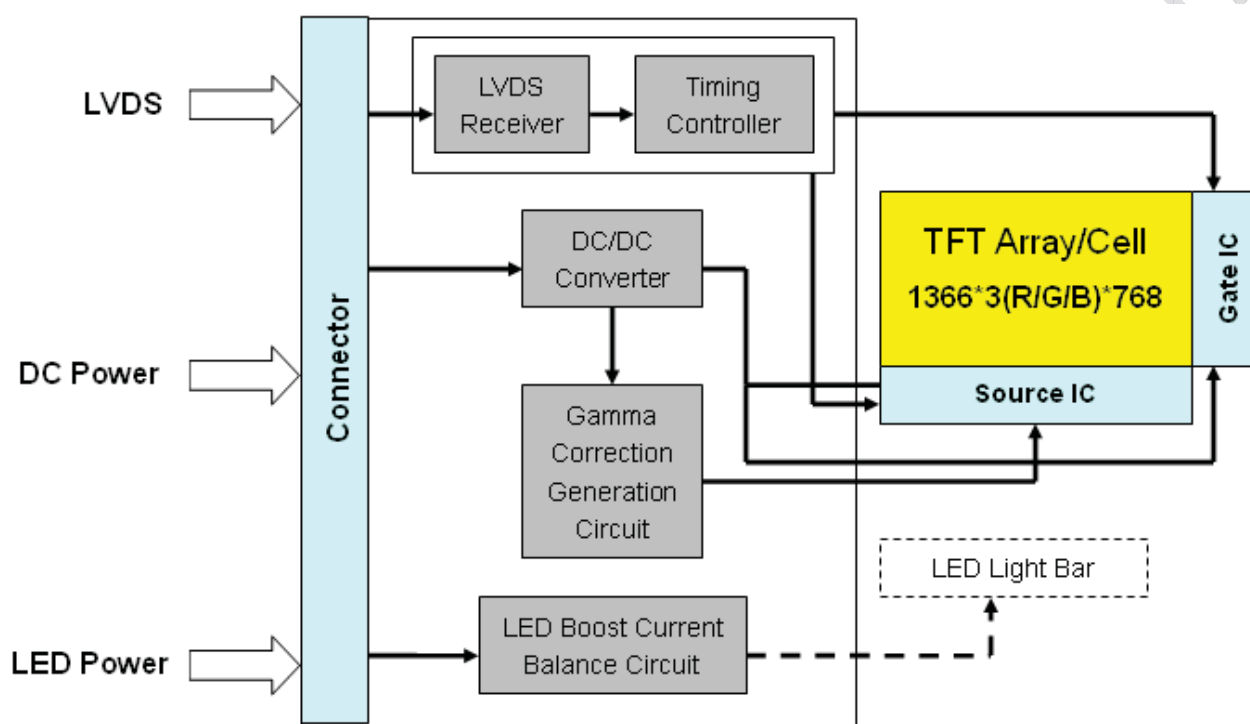 LVDS
DC Power
LED Power
Connector
LVDS
Receiver
Timing
Controller
DC/DC
Converter
Gamma
Correction
Generation
Circuit
LED Boost Current
Balance Circuit
TFT Array/Cell
1366*3(R/G/B)*768
Gate IC
Source IC
LED Light Bar